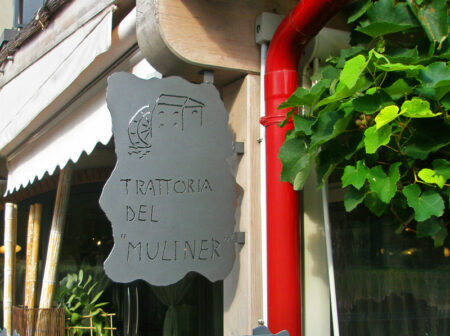 TRATTORIA
DEL
"MULINER"